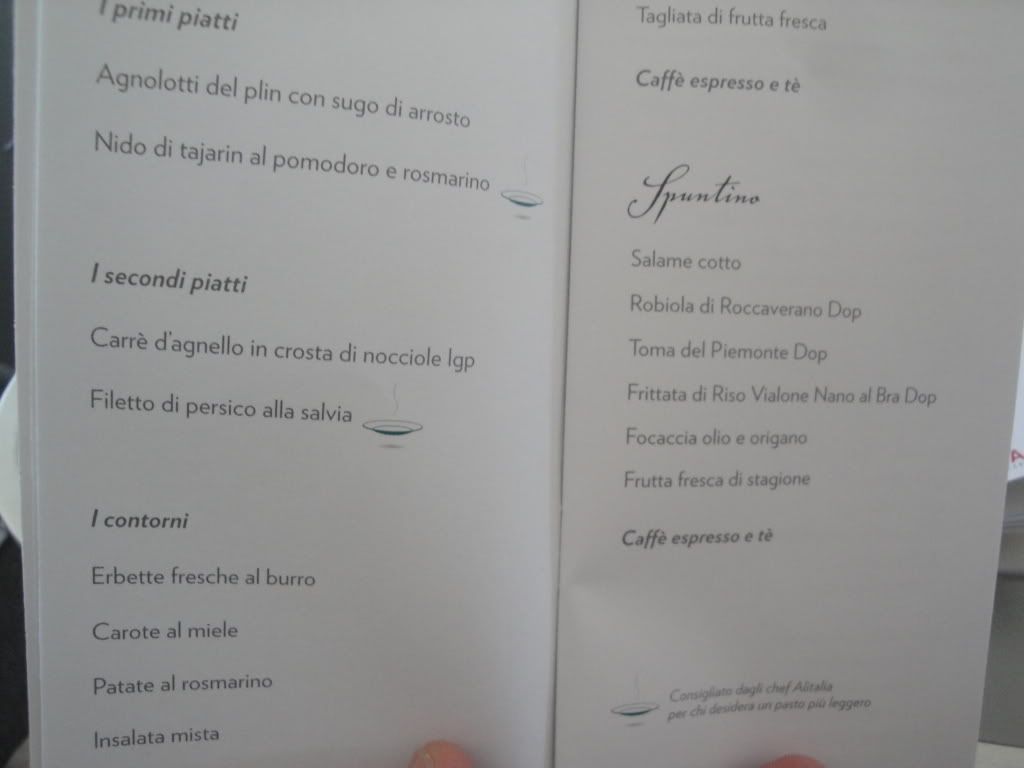 I primi piatti
Agnolotti del plin con sugo di arrosto
Nido di tajarin al pomodoro e rosmarino
I secondi piatti
Carrè d'agnello in crosta di nocciole Igp
Filetto di persico alla salvia
I contorni
Erbette fresche al burro
Carote al miele
Patate al rosmarino
Insalata mista
Tagliata di frutta fresca
Caffè espresso e tè
Spuntino
Salame cotto
Robiola di Roccaverano Dop
Toma del Piemonte Dop
Frittata di Riso Vialone Nano al Bra Dop
Focaccia olio e origano
Frutta fresca di stagione
Caffè espresso e tè
Consigliato dagli chef Alitalia
per chi desidera un pasto più leggero
A